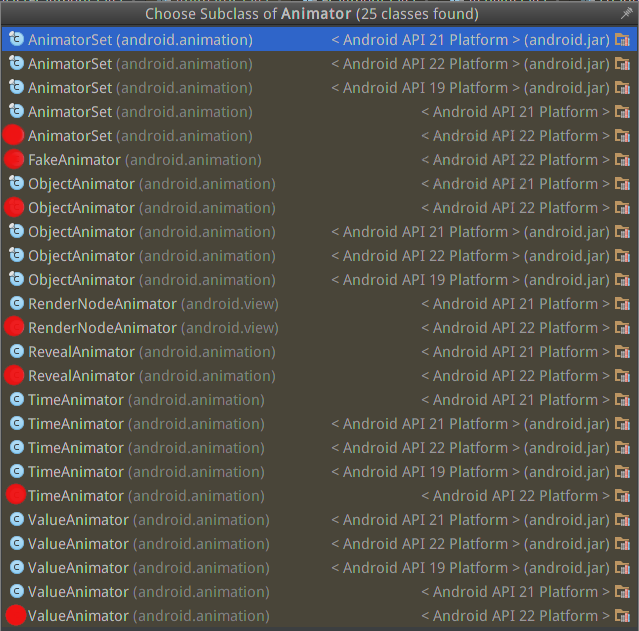 Choose Subclass of Animator (25 classes found)
AnimatorSet (android.animation) < Android API 21 Platform > (android.jar)
AnimatorSet (android.animation) < Android API 22 Platform > (android.jar)
AnimatorSet (android.animation) < Android API 19 Platform > (android.jar)
AnimatorSet (android.animation) < Android API 21 Platform >
AnimatorSet (android.animation) < Android API 22 Platform >
FakeAnimator (android.animation) < Android API 22 Platform >
ObjectAnimator (android.animation) < Android API 21 Platform >
ObjectAnimator (android.animation) < Android API 22 Platform >
ObjectAnimator (android.animation) < Android API 21 Platform > (android.jar)
ObjectAnimator (android.animation) < Android API 22 Platform > (android.jar)
ObjectAnimator (android.animation) < Android API 19 Platform > (android.jar)
RenderNodeAnimator (android.view) < Android API 21 Platform >
RenderNodeAnimator (android.view) < Android API 22 Platform >
RevealAnimator (android.animation) < Android API 21 Platform >
RevealAnimator (android.animation) < Android API 22 Platform >
TimeAnimator (android.animation) < Android API 21 Platform >
TimeAnimator (android.animation) < Android API 21 Platform > (android.jar)
TimeAnimator (android.animation) < Android API 22 Platform > (android.jar)
TimeAnimator (android.animation) < Android API 19 Platform > (android.jar)
TimeAnimator (android.animation) < Android API 22 Platform >
ValueAnimator (android.animation) < Android API 21 Platform > (android.jar)
ValueAnimator (android.animation) < Android API 22 Platform > (android.jar)
ValueAnimator (android.animation) < Android API 19 Platform > (android.jar)
ValueAnimator (android.animation) < Android API 21 Platform >
ValueAnimator (android.animation) < Android API 22 Platform >